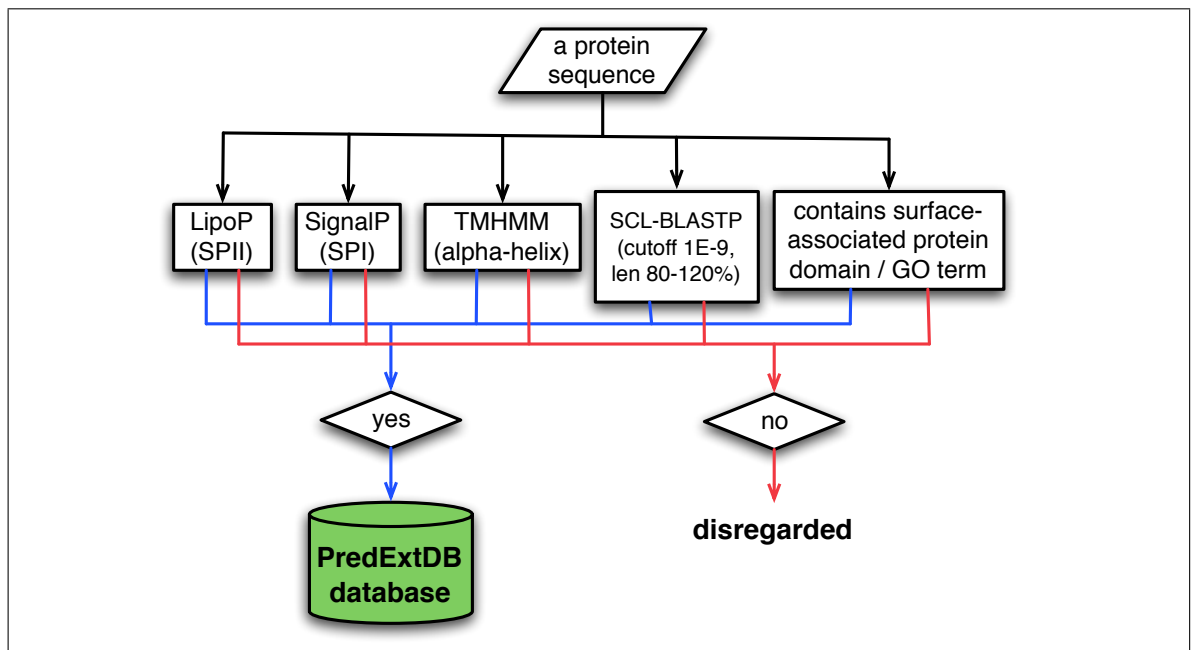 a protein
sequence
LipoP
(SPII)
SignalP
(SPI)
TMHMM
(alpha-helix)
SCL-BLASTP
(cutoff 1E-9,
len 80-120%)
contains surface-
associated protein
domain / GO term
yes
no
PredExtDB
database
disregarded